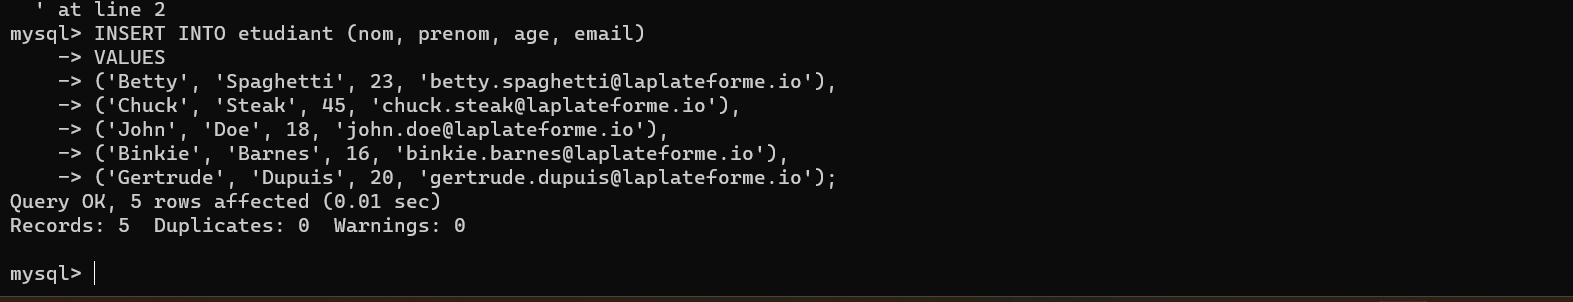 ' at line 2
mysql> INSERT INTO etudiant (nom, prenom, age, email)
    -> VALUES
    -> ('Betty', 'Spaghetti', 23, 'betty.spaghetti@laplateforme.io'),
    -> ('Chuck', 'Steak', 45, 'chuck.steak@laplateforme.io'),
    -> ('John', 'Doe', 18, 'john.doe@laplateforme.io'),
    -> ('Binkie', 'Barnes', 16, 'binkie.barnes@laplateforme.io'),
    -> ('Gertrude', 'Dupuis', 20, 'gertrude.dupuis@laplateforme.io');
Query OK, 5 rows affected (0.01 sec)
Records: 5  Duplicates: 0  Warnings: 0
mysql>